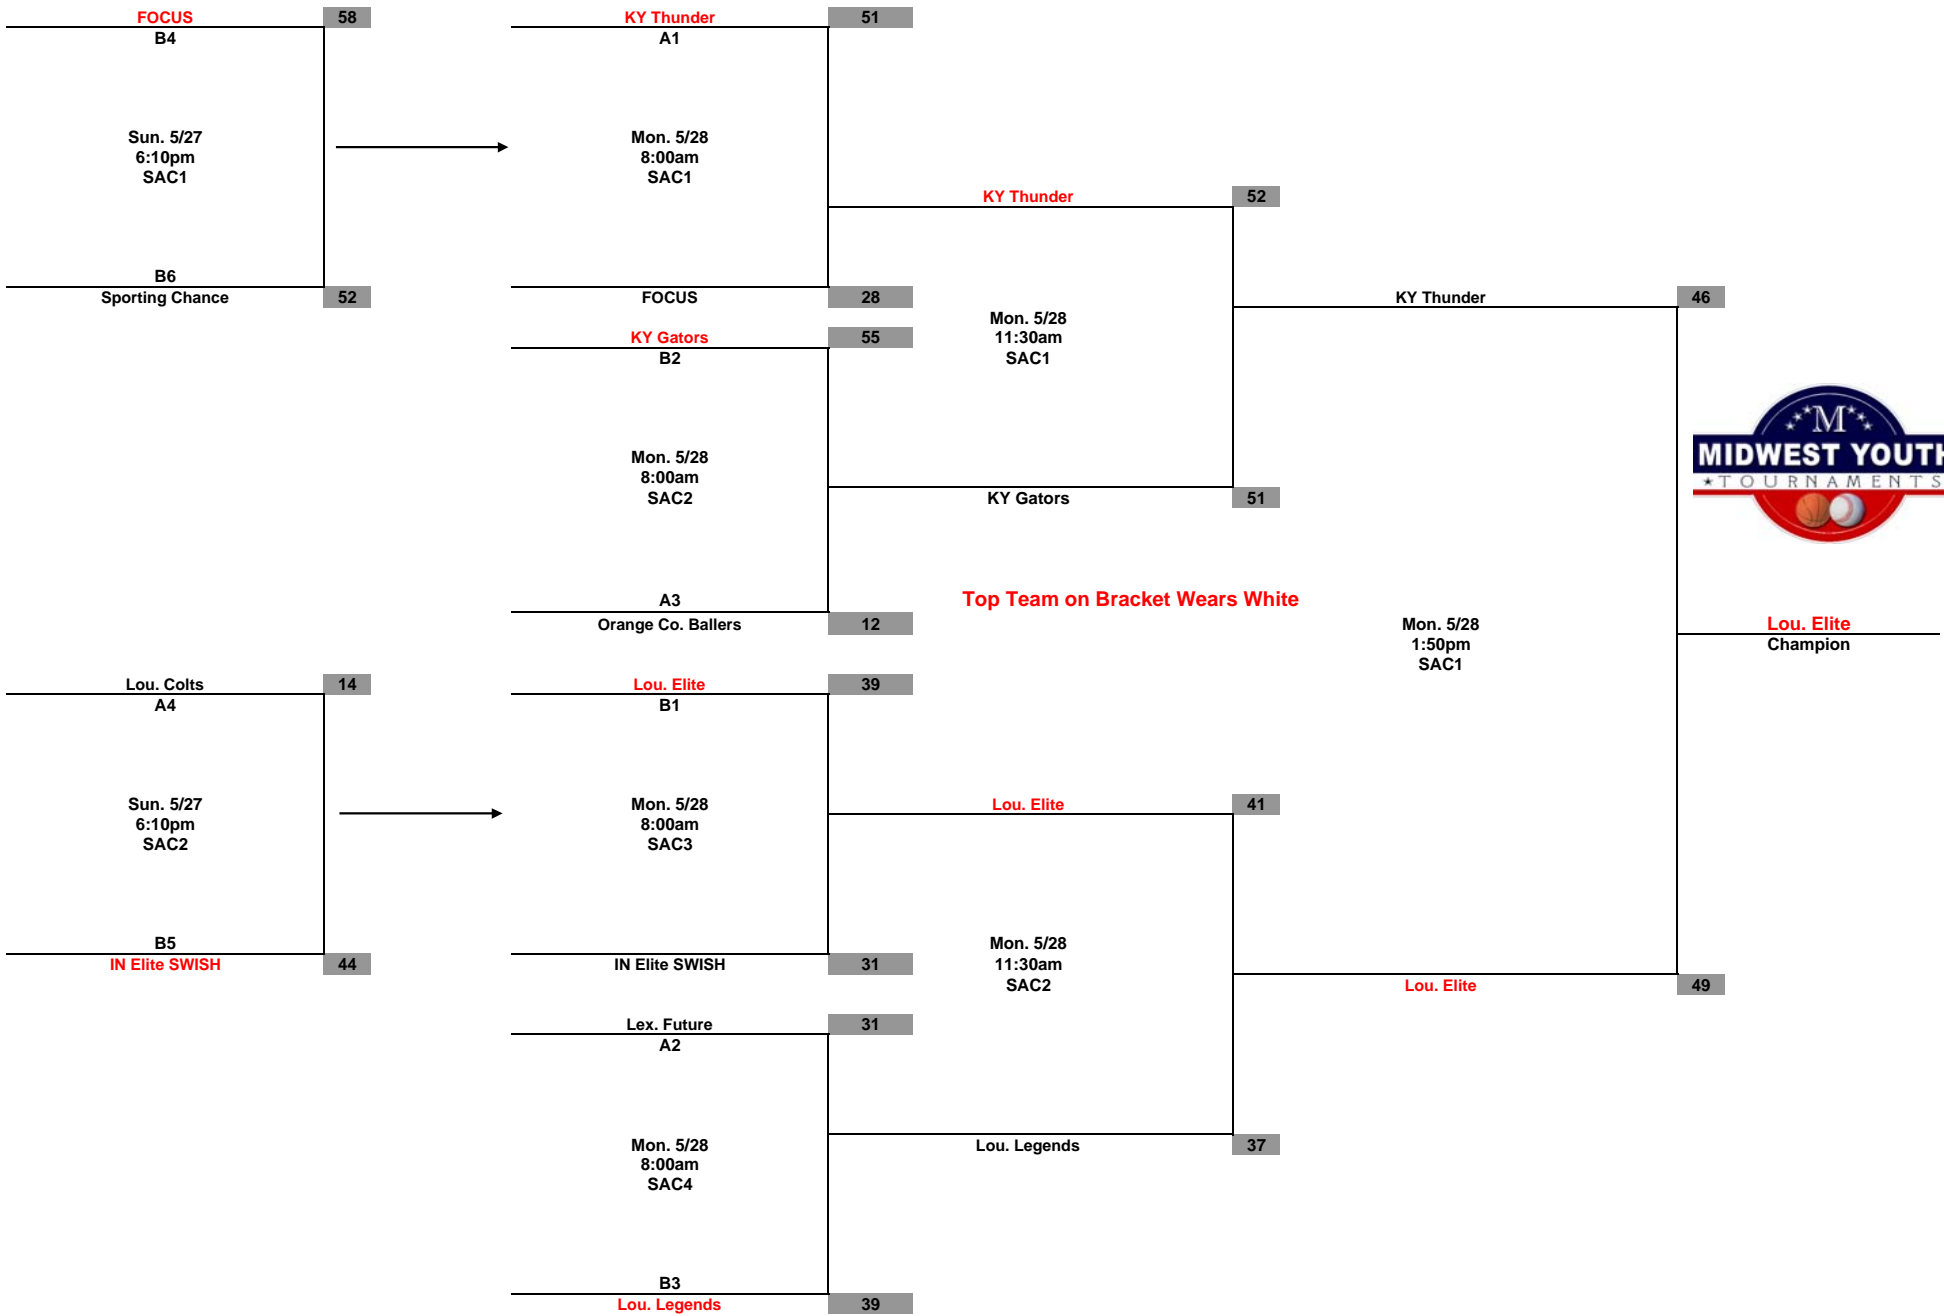 FOCUS 58
B4
Sun. 5/27
6:10pm
SAC1
B6
Sporting Chance 52
KY Thunder 51
A1
Mon. 5/28
8:00am
SAC1
FOCUS 28
KY Gators 55
B2
Mon. 5/28
8:00am
SAC2
A3
Orange Co. Ballers 12
Lou. Colts 14
A4
Sun. 5/27
6:10pm
SAC2
B5
IN Elite SWISH 44
Lou. Elite 39
B1
Mon. 5/28
8:00am
SAC3
IN Elite SWISH 31
Lex. Future 31
A2
Mon. 5/28
8:00am
SAC4
B3
Lou. Legends 39
KY Thunder 52
Mon. 5/28
11:30am
SAC1
KY Gators 51
Top Team on Bracket Wears White
Lou. Elite 41
Mon. 5/28
11:30am
SAC2
Lou. Legends 37
KY Thunder 46
Mon. 5/28
1:50pm
SAC1
Lou. Elite 49
M
MIDWEST YOUTH
TOURNAMENTS
Lou. Elite
Champion